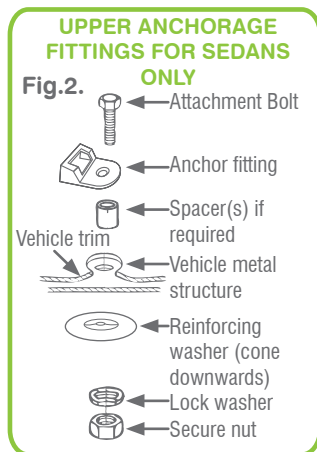 UPPER ANCHORAGE
FITTINGS FOR SEDANS
ONLY
Fig.2.
Attachment Bolt
Anchor fitting
Spacer(s) if
required
Vehicle trim
Vehicle metal
structure
Reinforcing
washer (cone
downwards)
Lock washer
Secure nut